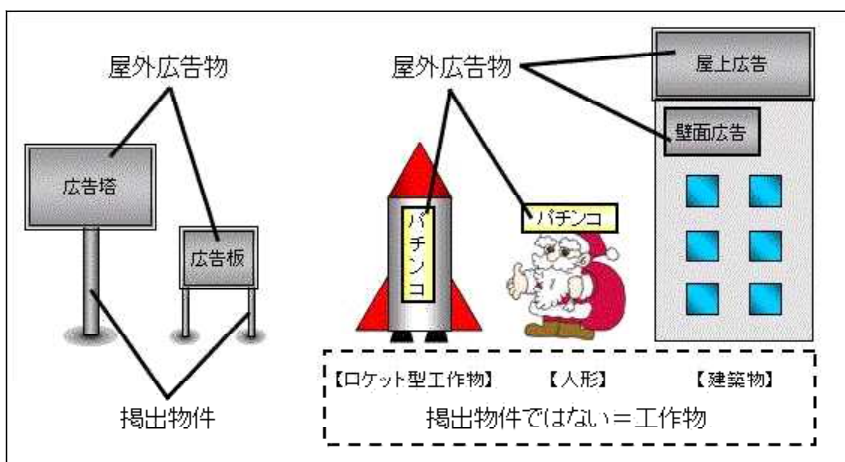 屋外広告物
広告塔
広告板
掲出物件
屋外広告物
パチンコ
パチンコ
屋上広告
壁面広告
【ロケット型工作物】
【人形】
【建築物】
掲出物件ではない＝工作物